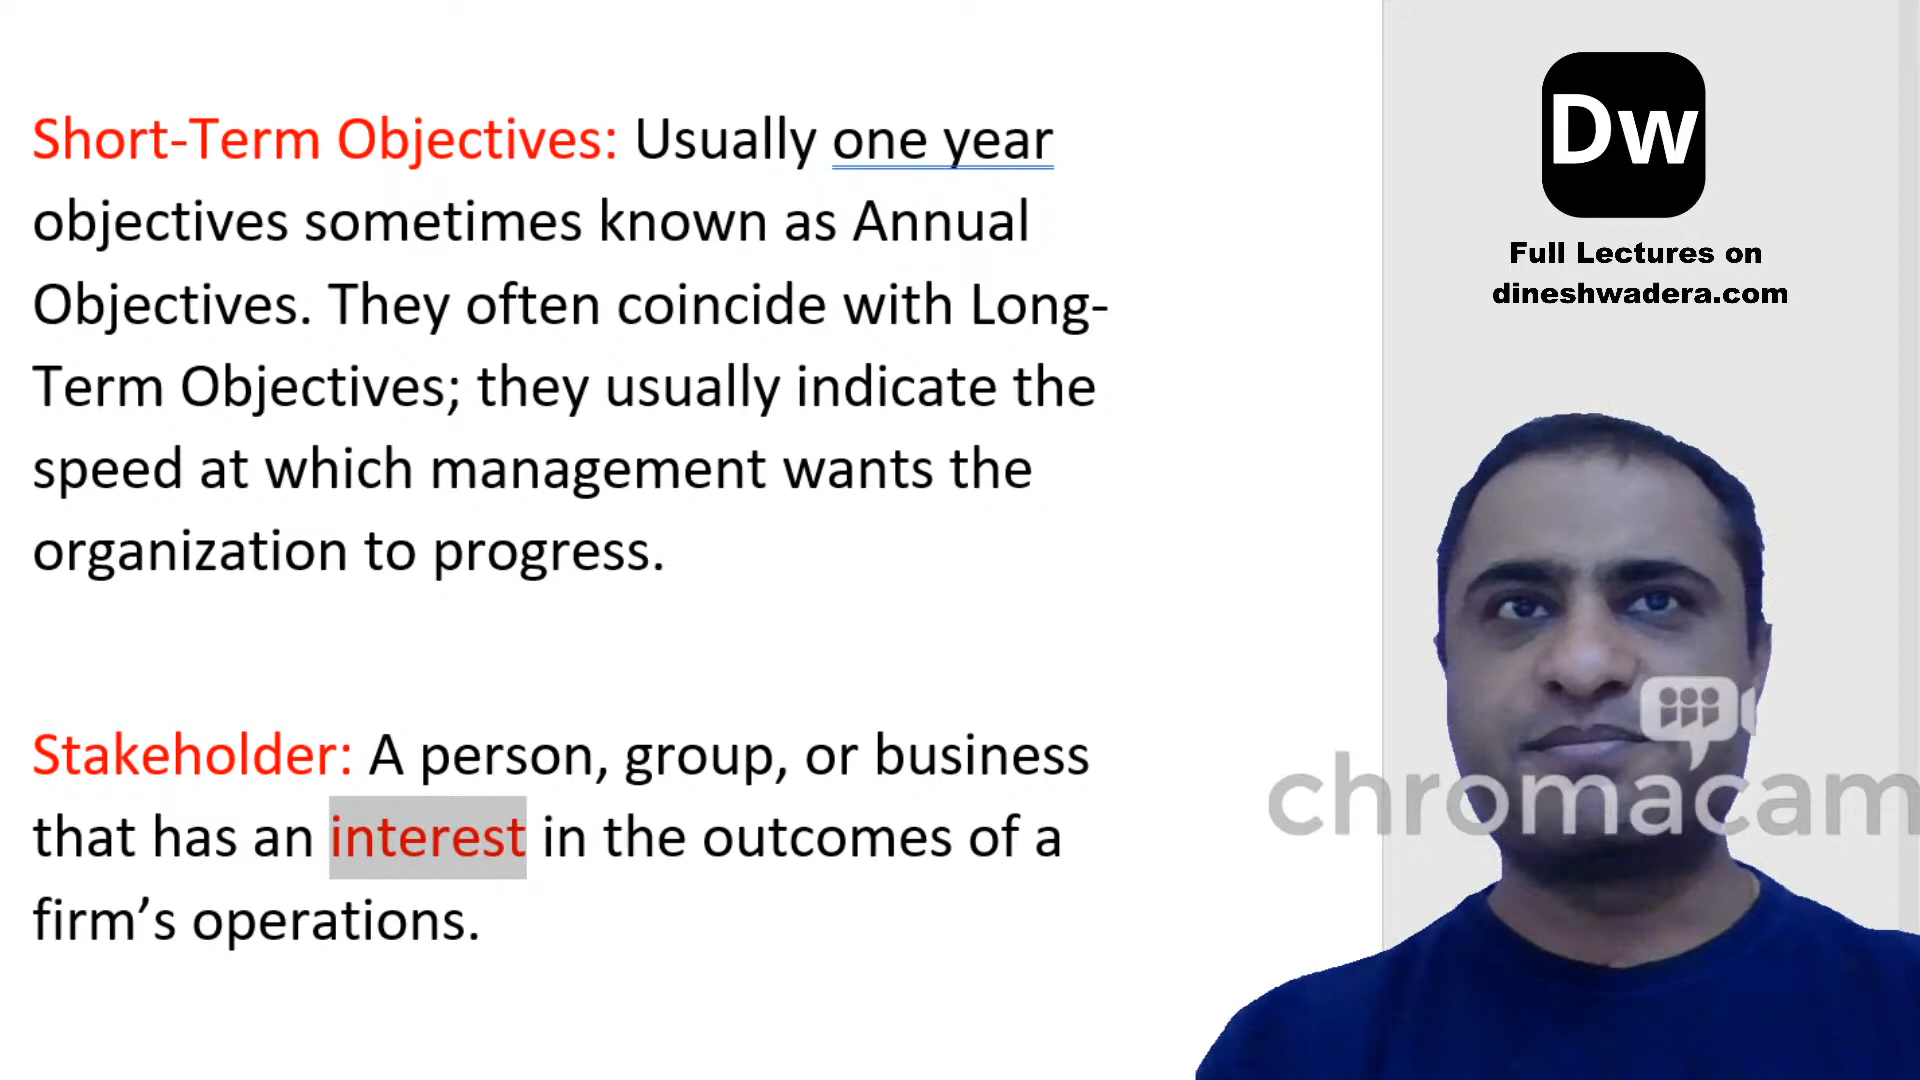 Short-Term Objectives: Usually one year
objectives sometimes known as Annual
Objectives. They often coincide with Long-
Term Objectives; they usually indicate the
speed at which management wants the
organization to progress.
Stakeholder: A person, group, or business
that has an interest in the outcomes of a
firm’s operations.
Dw
Full Lectures on
dineshwadera.com
chromacam